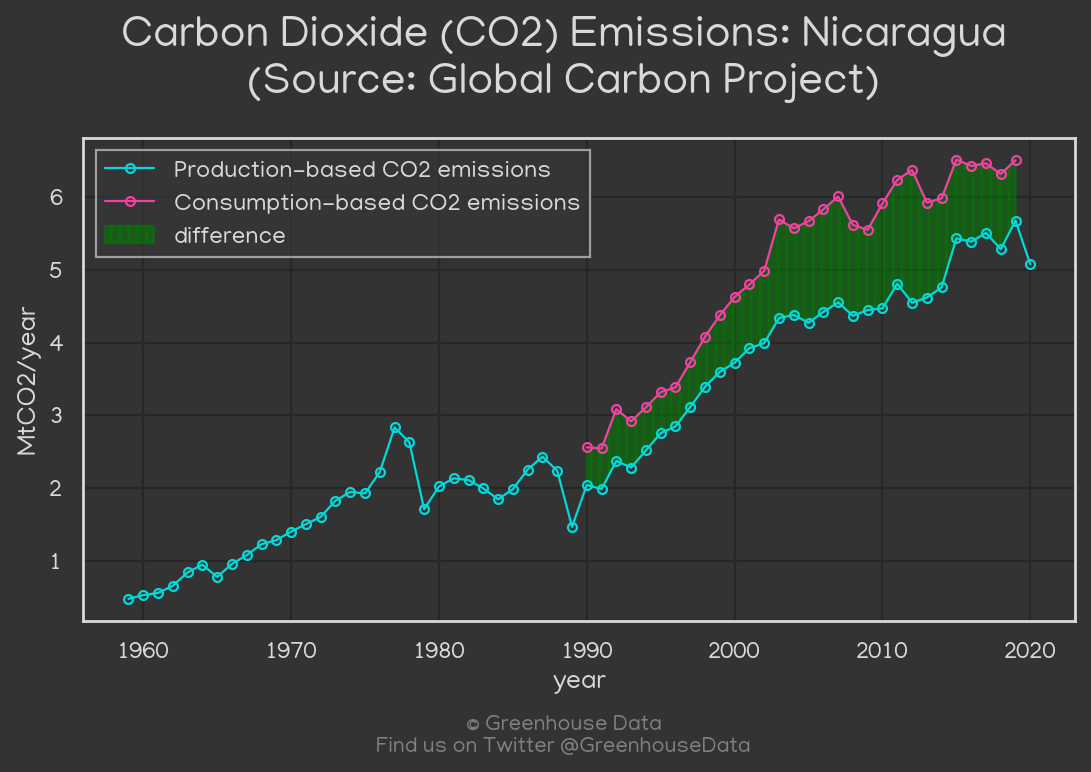 Carbon Dioxide (CO2) Emissions: Nicaragua
(Source: Global Carbon Project)
Production-based CO2 emissions
Consumption-based CO2 emissions
difference
MtCO2/year
6
5
4
3
2
1
1960 1970 1980 1990 2000 2010 2020
year
© Greenhouse Data
Find us on Twitter @GreenhouseData